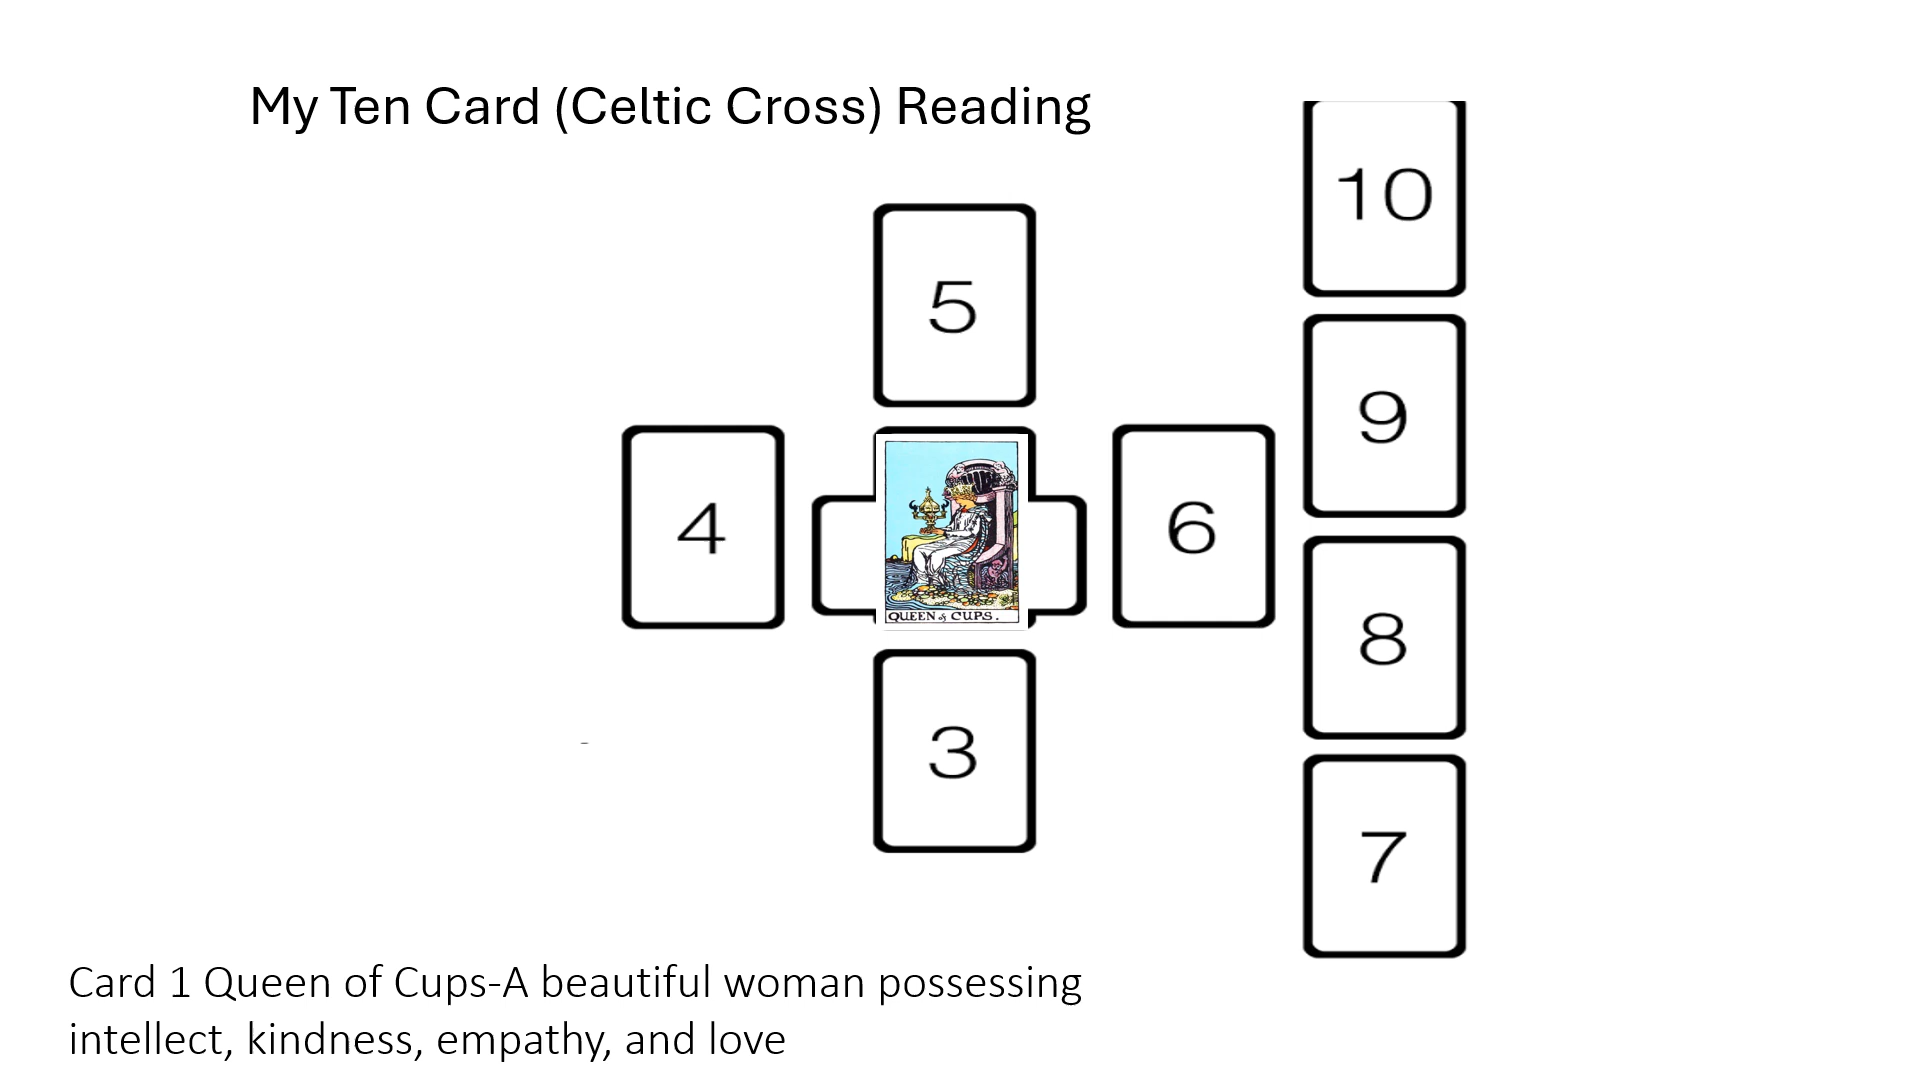 My Ten Card (Celtic Cross) Reading
10
5
9
4
6
QUEEN of CUPS.
8
3
7
Card 1 Queen of Cups-A beautiful woman possessing
intellect, kindness, empathy, and love